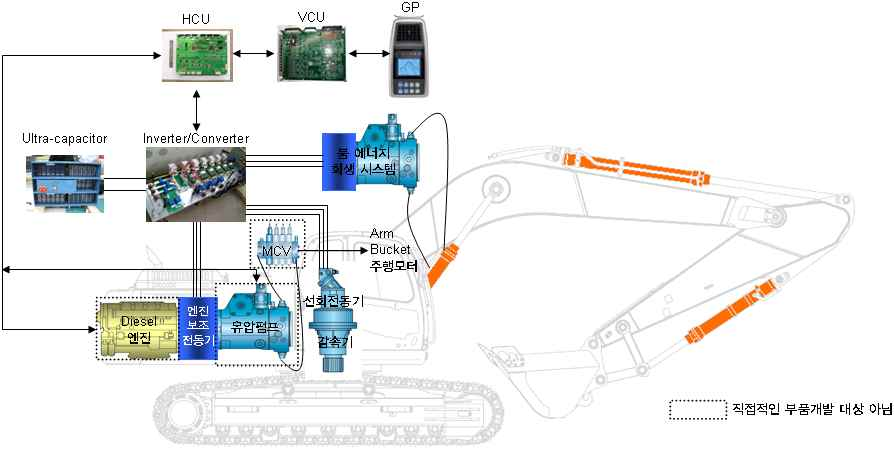 HCU
VCU
GP
Ultra-capacitor
Inverter/Converter
붐 에너지
회생 시스템
MCV
Arm
Bucket
주행모터
선회전동기
감속기
Diesel
엔진
엔진
보조
전동기
유압펌프
직접적인 부품개발 대상 아님